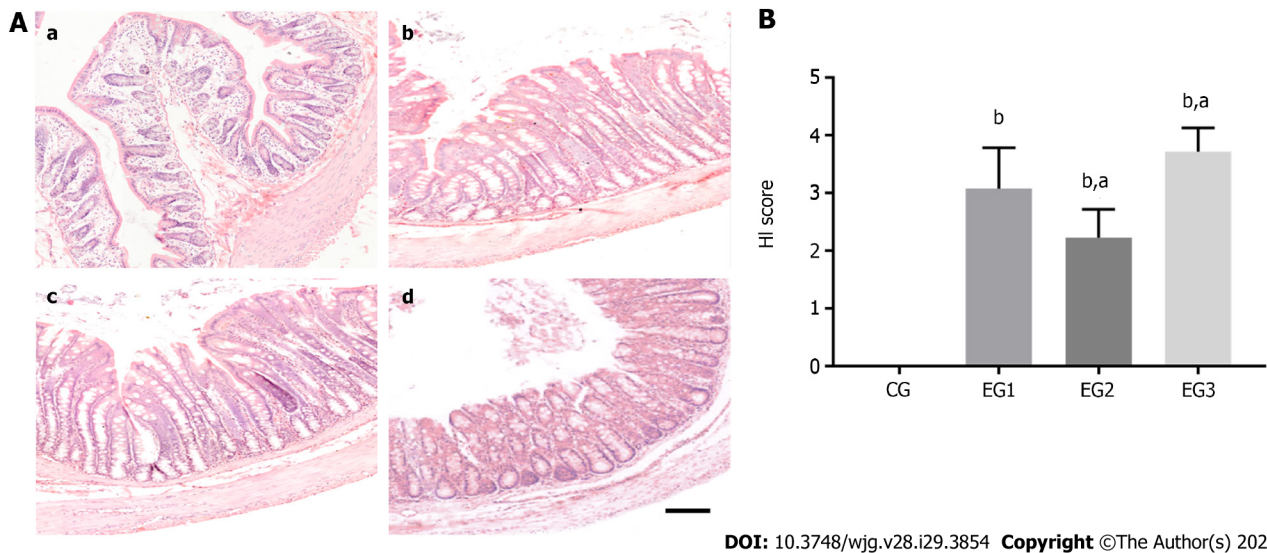 A
a
b
c
d
B
HI score
5
4
3
2
1
0
b
b,a
b,a
CG
EG1
EG2
EG3
DOI: 10.3748/wjg.v28.i29.3854 Copyright ©The Author(s) 202